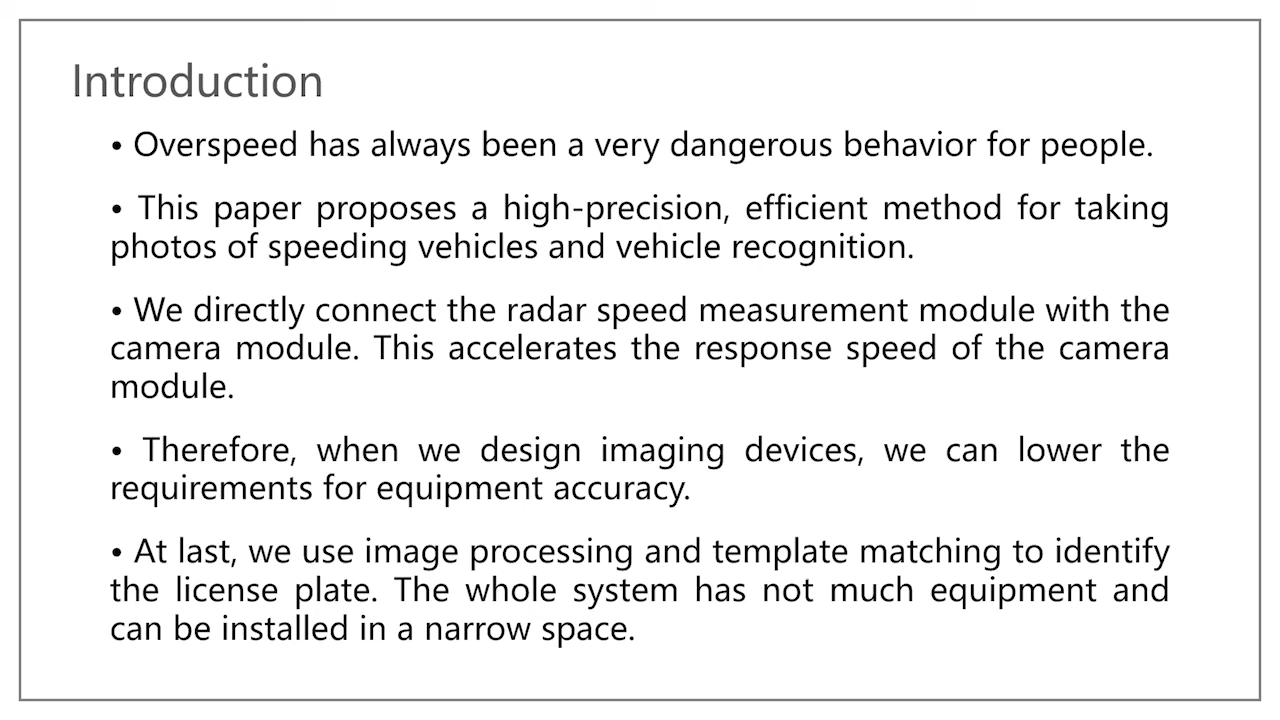 Introduction
• Overspeed has always been a very dangerous behavior for people.
• This paper proposes a high-precision, efficient method for taking
photos of speeding vehicles and vehicle recognition.
• We directly connect the radar speed measurement module with the
camera module. This accelerates the response speed of the camera
module.
• Therefore, when we design imaging devices, we can lower the
requirements for equipment accuracy.
• At last, we use image processing and template matching to identify
the license plate. The whole system has not much equipment and
can be installed in a narrow space.